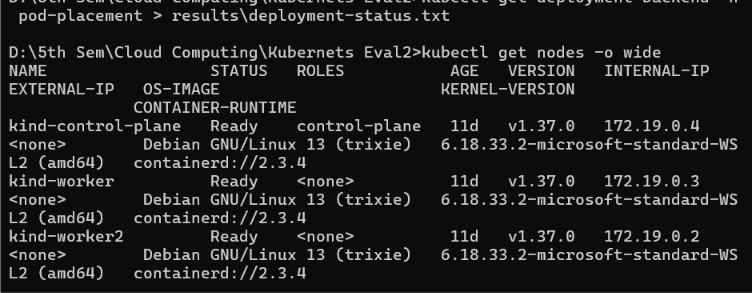 pod-placement > results\deployment-status.txt
D:\5th Sem\Cloud Computing\Kubernets Eval2>kubectl get nodes -o wide
NAME STATUS ROLES AGE VERSION INTERNAL-IP
EXTERNAL-IP OS-IMAGE KERNEL-VERSION
CONTAINER-RUNTIME
kind-control-plane Ready control-plane 11d v1.37.0 172.19.0.4
<none> Debian GNU/Linux 13 (trixie) 6.18.33.2-microsoft-standard-WS
L2 (amd64) containerd://2.3.4
kind-worker Ready <none> 11d v1.37.0 172.19.0.3
<none> Debian GNU/Linux 13 (trixie) 6.18.33.2-microsoft-standard-WS
L2 (amd64) containerd://2.3.4
kind-worker2 Ready <none> 11d v1.37.0 172.19.0.2
<none> Debian GNU/Linux 13 (trixie) 6.18.33.2-microsoft-standard-WS
L2 (amd64) containerd://2.3.4